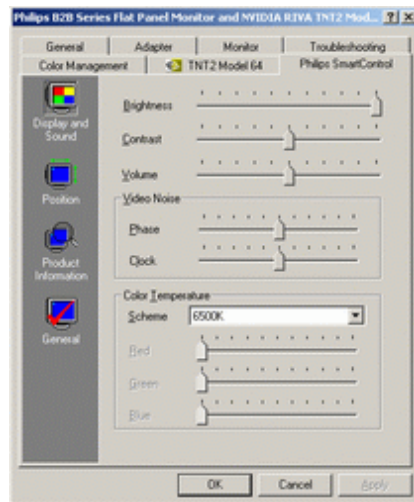 Philips B2B Series Flat Panel Monitor and NVIDIA RIVA TNT2 Mod...
General Adapter Monitor Troubleshooting
Color Management TNT2 Model 64 Philips SmartControl
Display and
Sound
Position
Product
Information
General
Brightness
Contrast
Volume
Video Noise
Phase
Clock
Color Temperature
Scheme 6500K
Red
Green
Blue
OK Cancel Apply